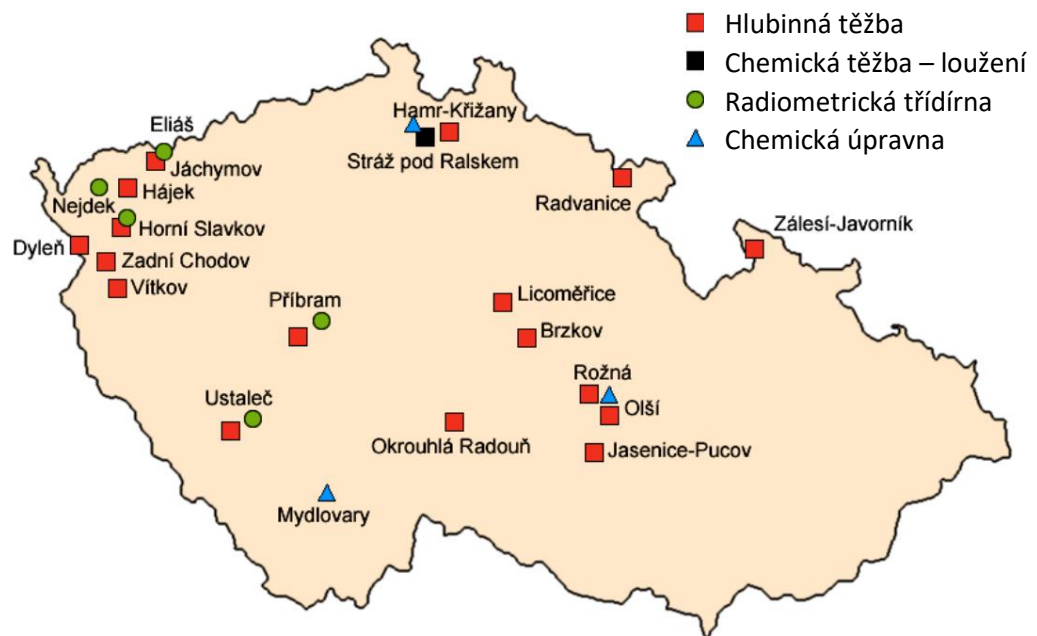 Hlubinná těžba
Chemická těžba – loužení
Radiometrická třídírna
Chemická úpravna
Hamr-Křižany
Stráž pod Ralskem
Eliáš
Jáchymov
Hájek
Nejdek
Horní Slavkov
Dyleň
Zadní Chodov
Vítkov
Radvanice
Zálesí-Javorník
Příbram
Licoměřice
Brzkov
Ustaleč
Rožná
Olší
Okrouhlá Radouň
Jasenice-Pucov
Mydlovary